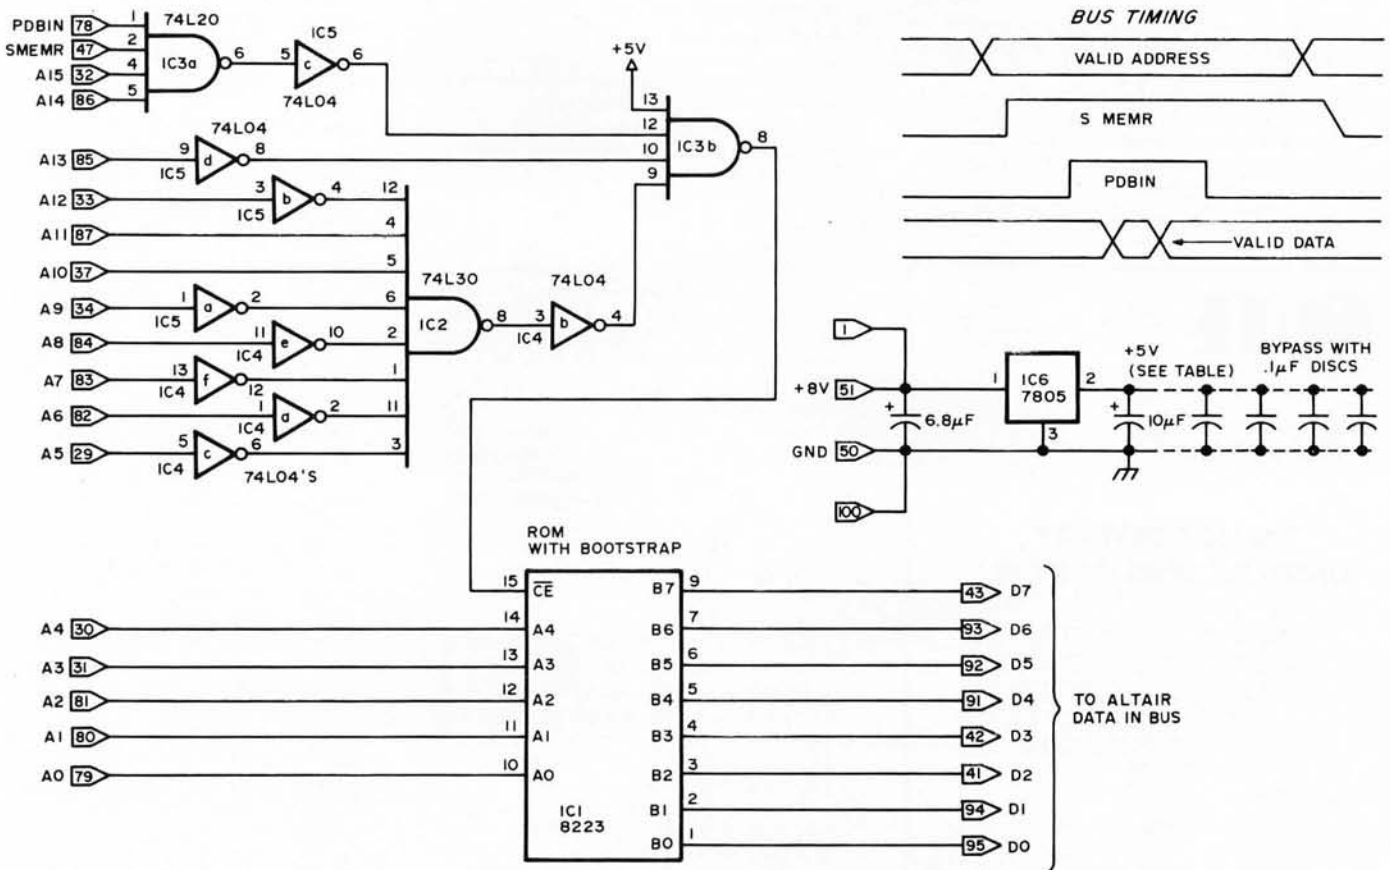 PDBIN 78 1 74L20
SMEMR 47 2 IC3a 6 5 c 6 IC5
A15 32 4 74L04
A14 86 5
+5V
13
12
10 IC3b 8
9
A13 85 9 d 8 74L04
IC5
A12 33 3 b 4 12
IC5
A11 87 4
A10 37 5
74L30 74L04
A9 34 1 a 2 6
IC5 IC2 8 3 b 4
IC4
A8 84 11 e 10 2
IC4
A7 83 13 f 12 1
IC4
A6 82 1 a 2 11
IC4
A5 29 5 c 6 3
IC4 74L04'S
BUS TIMING
VALID ADDRESS
S MEMR
PDBIN
VALID DATA
1
+8V 51
+ 6.8μF
GND 50
100
1 IC6 2
7805
3
+5V
(SEE TABLE)
+ 10μF
BYPASS WITH
.1μF DISCS
ROM
WITH BOOTSTRAP
15 CE B7 9 43 D7
A4 30 14 A4 B6 7 93 D6
A3 31 13 A3 B5 6 92 D5
A2 81 12 A2 B4 5 91 D4
A1 80 11 A1 B3 4 42 D3
A0 79 10 A0 B2 3 41 D2
B1 2 94 D1
B0 1 95 D0
IC1
8223
TO ALTAIR
DATA IN BUS